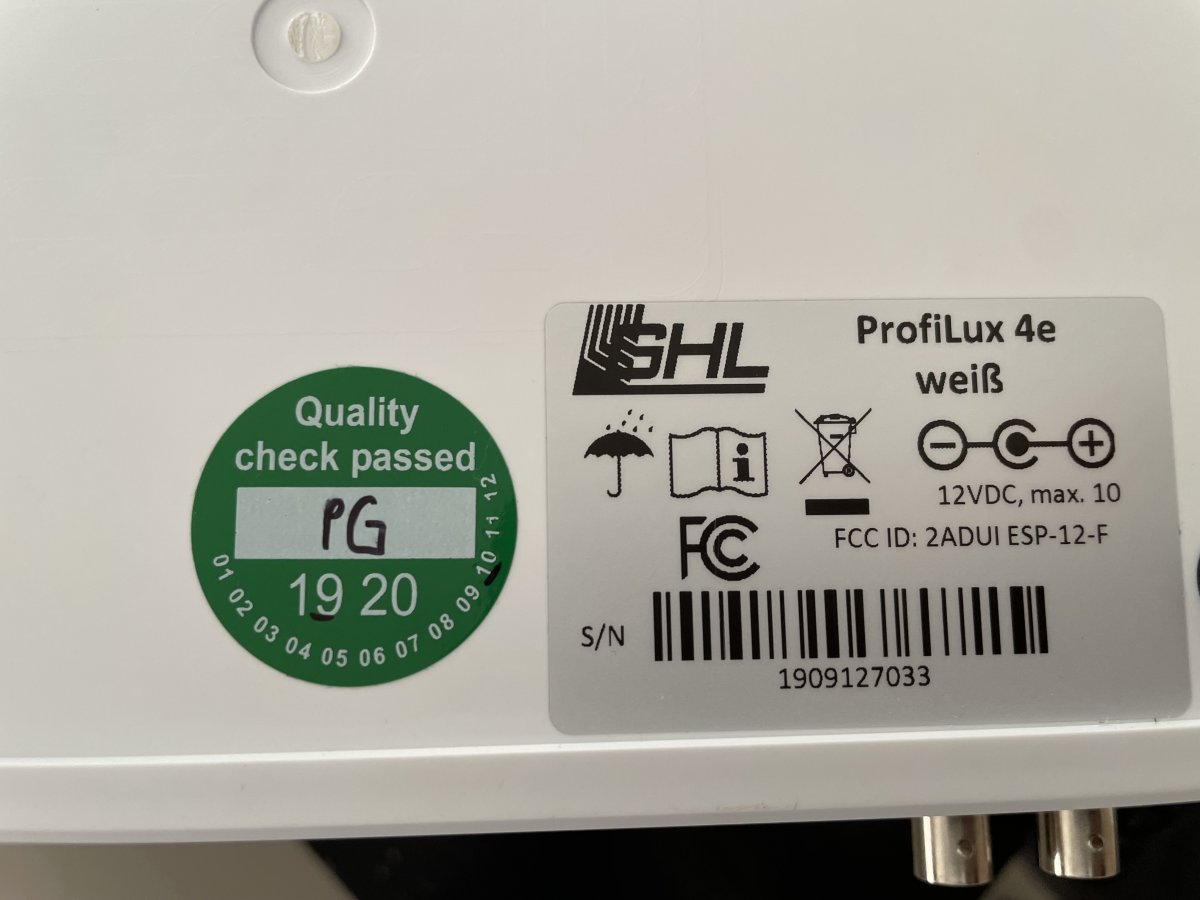 Quality
check passed
PG
19 20
01 02 03 04 05 06 07 08 09 10 11 12
GHL
ProfiLux 4e
weiß
12VDC, max. 10
FCC ID: 2ADUI ESP-12-F
FC
S/N
1909127033